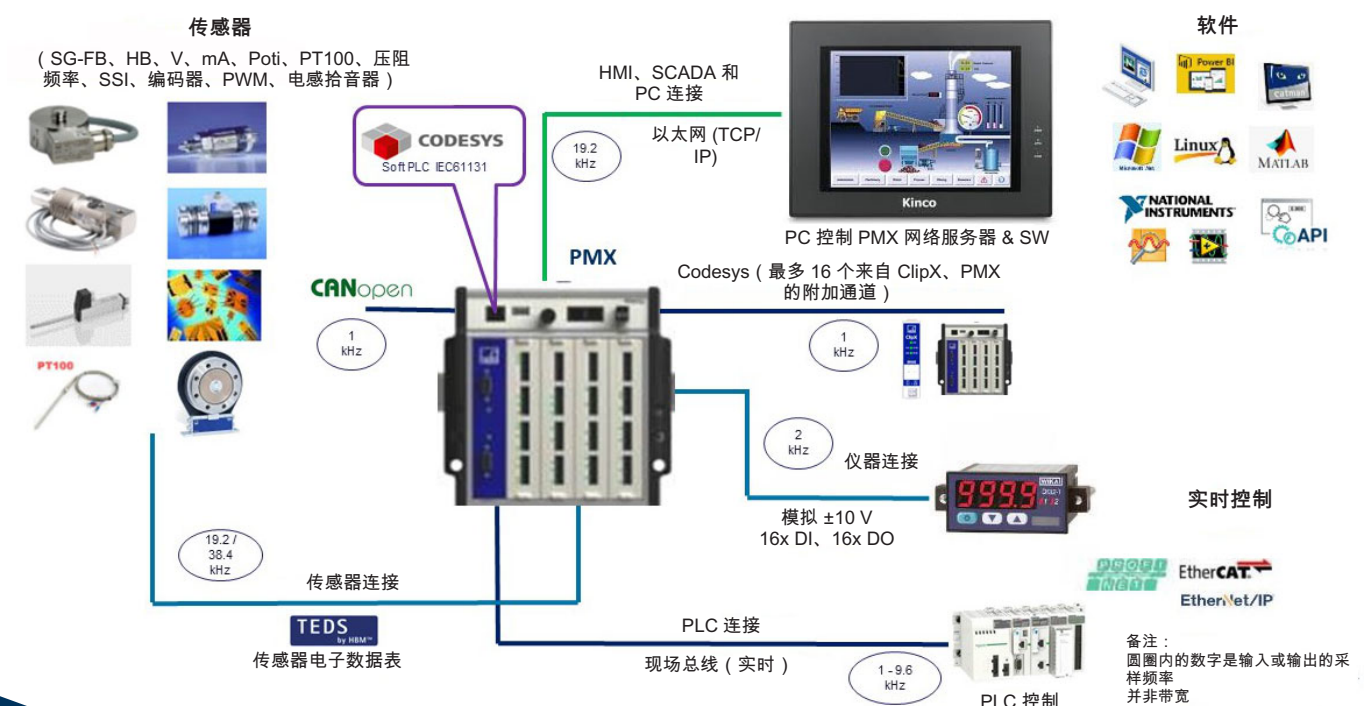 传感器
（SG-FB、HB、V、mA、Poti、PT100、压阻
频率、SSI、编码器、PWM、电感拾音器）
PT100
CODESYS
Soft PLC IEC61131
HMI、SCADA 和
PC 连接
19.2
kHz
以太网 (TCP/
IP)
Kinco
PC 控制 PMX 网络服务器 & SW
软件
Power BI
catman
Microsoft .Net
Linux
MATLAB
NATIONAL
INSTRUMENTS
API
PMX
CANopen
1
kHz
Codesys（最多 16 个来自 ClipX、PMX
的附加通道）
1
kHz
ClipX
2
kHz
仪器连接
模拟 ±10 V
16x DI、16x DO
999.9
WIKA
实时控制
PROFI
NET
EtherCAT
EtherNet/IP
19.2 /
38.4
kHz
传感器连接
TEDS
by HBM™
传感器电子数据表
PLC 连接
现场总线（实时）
1 - 9.6
kHz
PLC 控制
备注：
圆圈内的数字是输入或输出的采
样频率
并非带宽